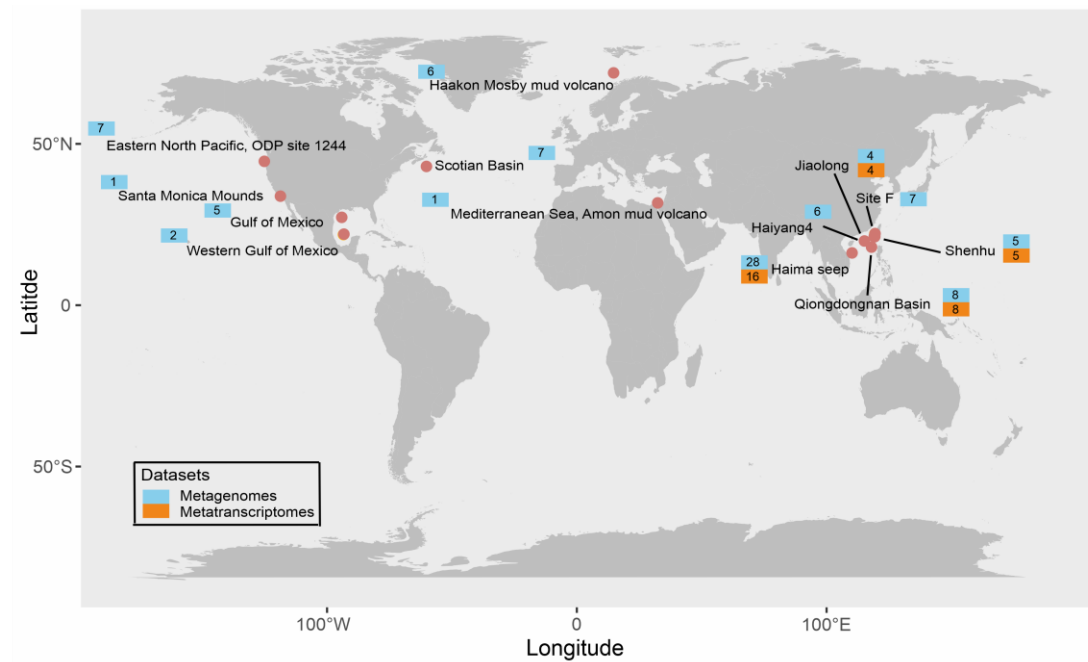 6
Haakon Mosby mud volcano
7
50°N
Eastern North Pacific, ODP site 1244
7
Scotian Basin
4
4
Jiaolong
1
Santa Monica Mounds
5
Gulf of Mexico
2
Western Gulf of Mexico
1
Mediterranean Sea, Amon mud volcano
Site F
7
6
Haiyang4
5
5
Shenhu
28
16
Haima seep
Qiongdongnan Basin
8
8
0
50°S
Latitde
Datasets
Metagenomes
Metatranscriptomes
100°W
0
100°E
Longitude